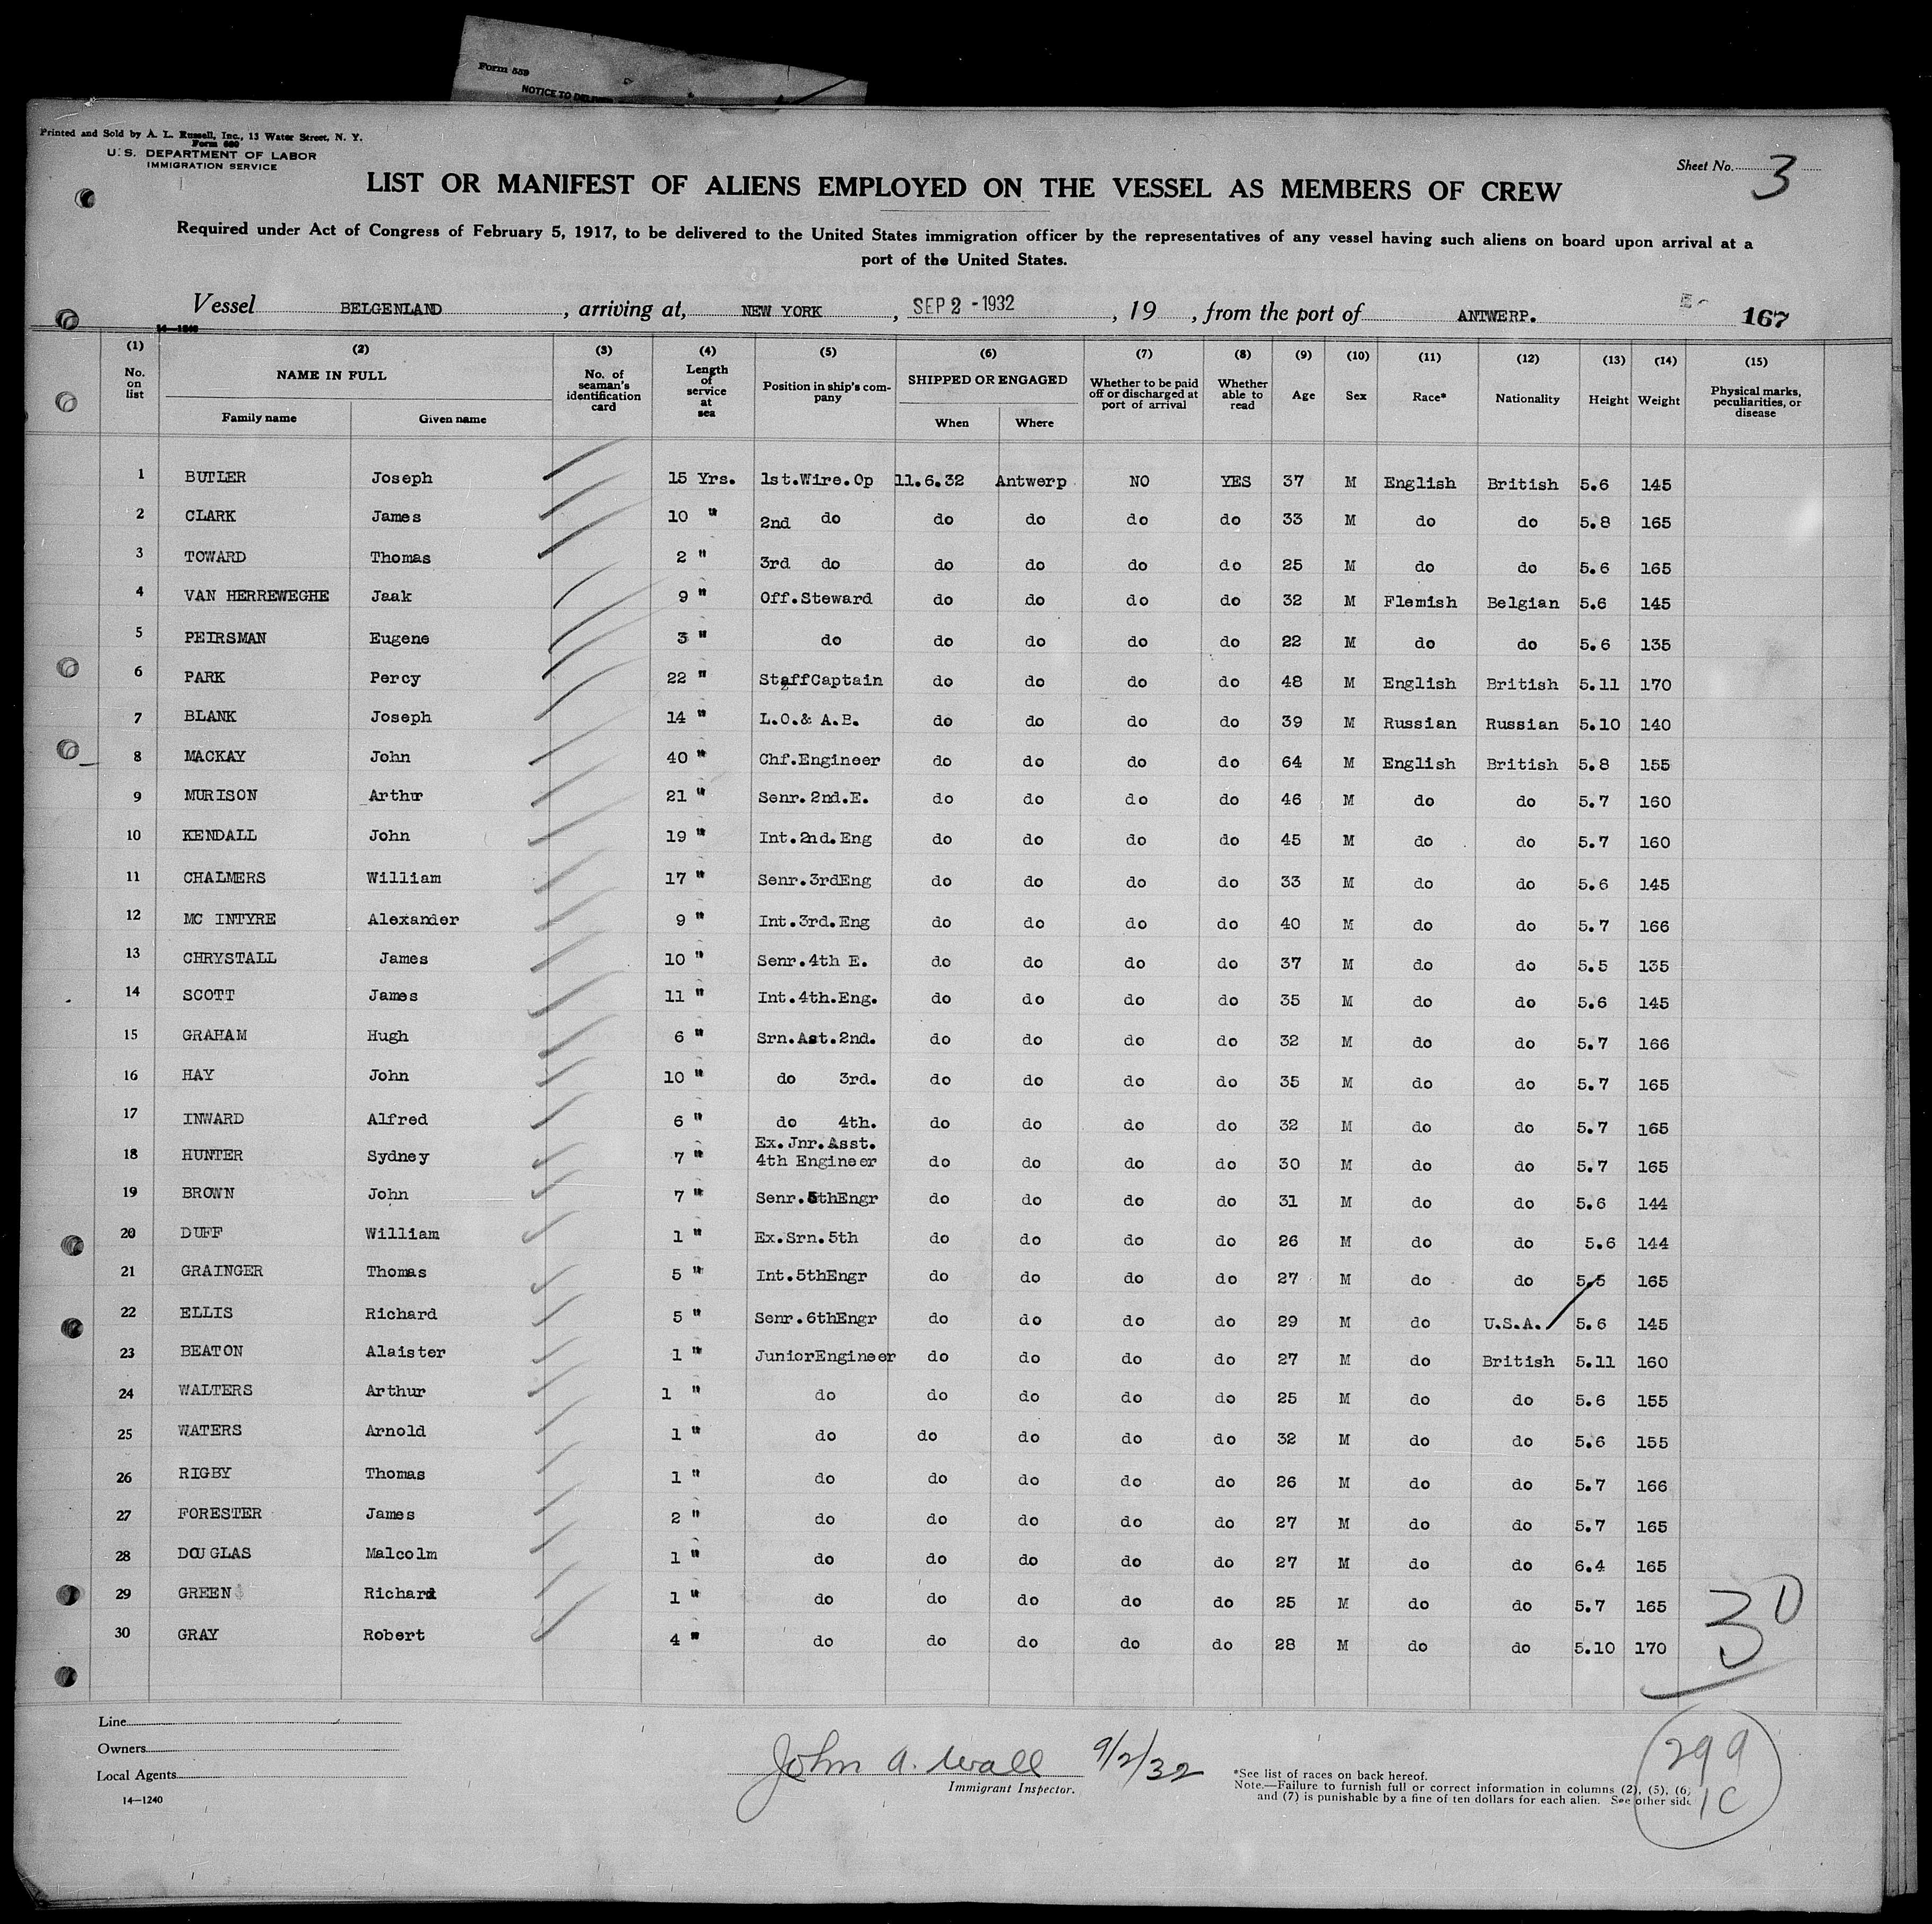 Form 559
NOTICE TO DELIVER
Printed and Sold by A. L. Russell, Inc., 13 Water Street, N. Y.
Form 680
U. S. DEPARTMENT OF LABOR
IMMIGRATION SERVICE
Sheet No. 3
LIST OR MANIFEST OF ALIENS EMPLOYED ON THE VESSEL AS MEMBERS OF CREW
Required under Act of Congress of February 5, 1917, to be delivered to the United States immigration officer by the representatives of any vessel having such aliens on board upon arrival at a
port of the United States.
Vessel BELGENLAND, arriving at, NEW YORK, SEP 2 - 1932, 19 , from the port of ANTWERP. 167
14—1240
(1) (2) (3) (4) (5) (6) (7) (8) (9) (10) (11) (12) (13) (14) (15)
No. on list NAME IN FULL Family name Given name No. of seaman's identification card Length of service at sea Position in ship's company SHIPPED OR ENGAGED When Where Whether to be paid off or discharged at port of arrival Whether able to read Age Sex Race* Nationality Height Weight Physical marks, peculiarities, or disease
1 BUTLER Joseph 15 Yrs. 1st.Wire.Op 11.6.32 Antwerp NO YES 37 M English British 5.6 145
2 CLARK James 10 " 2nd do do do do do 33 M do do 5.8 165
3 TOWARD Thomas 2 " 3rd do do do do do 25 M do do 5.6 165
4 VAN HERREWEGHE Jaak 9 " Off.Steward do do do do 32 M Flemish Belgian 5.6 145
5 PEIRSMAN Eugene 3 " do do do do do 22 M do do 5.6 135
6 PARK Percy 22 " StaffCaptain do do do do 48 M English British 5.11 170
7 BLANK Joseph 14 " L.O.& A.B. do do do do 39 M Russian Russian 5.10 140
8 MACKAY John 40 " Chf.Engineer do do do do 64 M English British 5.8 155
9 MURISON Arthur 21 " Senr.2nd.E. do do do do 46 M do do 5.7 160
10 KENDALL John 19 " Int.2nd.Eng do do do do 45 M do do 5.7 160
11 CHALMERS William 17 " Senr.3rdEng do do do do 33 M do do 5.6 145
12 MC INTYRE Alexander 9 " Int.3rd.Eng do do do do 40 M do do 5.7 166
13 CHRYSTALL James 10 " Senr.4th E. do do do do 37 M do do 5.5 135
14 SCOTT James 11 " Int.4th.Eng. do do do do 35 M do do 5.6 145
15 GRAHAM Hugh 6 " Srn.Ast.2nd. do do do do 32 M do do 5.7 166
16 HAY John 10 " do 3rd. do do do do 35 M do do 5.7 165
17 INWARD Alfred 6 " do 4th. do do do do 32 M do do 5.7 165
18 HUNTER Sydney 7 " Ex.Jnr.Asst. 4th Engineer do do do do 30 M do do 5.7 165
19 BROWN John 7 " Senr.5thEngr do do do do 31 M do do 5.6 144
20 DUFF William 1 " Ex.Srn.5th do do do do 26 M do do 5.6 144
21 GRAINGER Thomas 5 " Int.5thEngr do do do do 27 M do do 5.5 165
22 ELLIS Richard 5 " Senr.6thEngr do do do do 29 M do U.S.A. 5.6 145
23 BEATON Alaister 1 " JuniorEngineer do do do do 27 M do British 5.11 160
24 WALTERS Arthur 1 " do do do do do 25 M do do 5.6 155
25 WATERS Arnold 1 " do do do do do 32 M do do 5.6 155
26 RIGBY Thomas 1 " do do do do do 26 M do do 5.7 166
27 FORESTER James 2 " do do do do do 27 M do do 5.7 165
28 DOUGLAS Malcolm 1 " do do do do do 27 M do do 6.4 165
29 GREEN Richard 1 " do do do do do 25 M do do 5.7 165
30 GRAY Robert 4 " do do do do do 28 M do do 5.10 170
30
Line
Owners
Local Agents
14—1240
John A. Wall 9/2/32
Immigrant Inspector.
*See list of races on back hereof.
Note.—Failure to furnish full or correct information in columns (2), (5), (6)
and (7) is punishable by a fine of ten dollars for each alien. See other side
29 9
1C